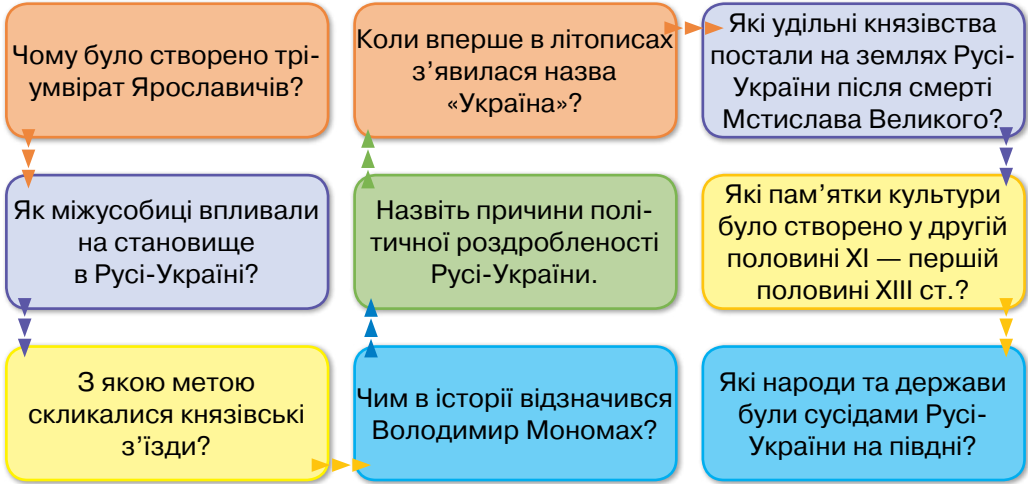 Чому було створено трі-
умвірат Ярославичів?
Як міжусобиці впливали
на становище
в Русі-Україні?
З якою метою
скликалися князівські
з’їзди?
Чим в історії відзначився
Володимир Мономах?
Назвіть причини полі-
тичної роздробленості
Русі-України.
Коли вперше в літописах
з’явилася назва
«Україна»?
Які удільні князівства
постали на землях Русі-
України після смерті
Мстислава Великого?
Які пам’ятки культури
було створено у другій
половині XI — першій
половині XIII ст.?
Які народи та держави
були сусідами Русі-
України на півдні?